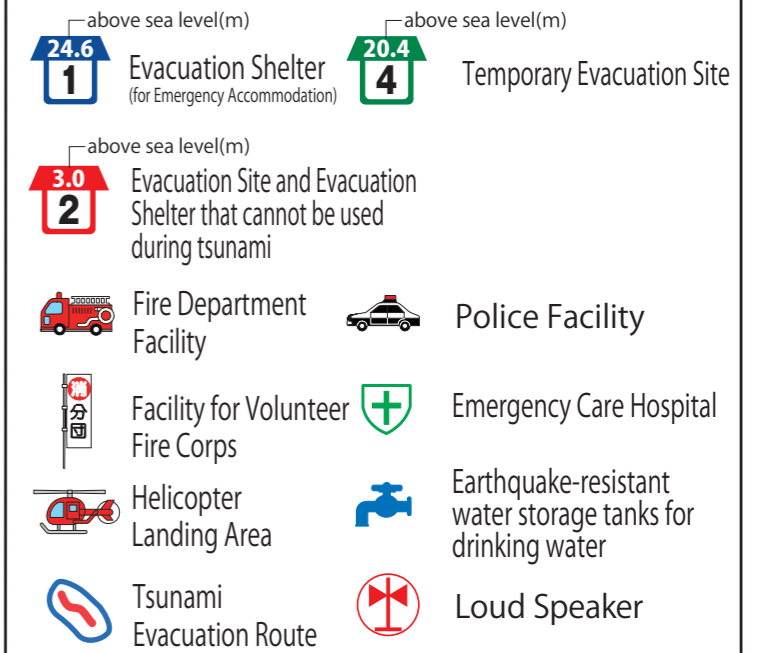 above sea level(m)
24.6
1
Evacuation Shelter
(for Emergency Accommodation)
above sea level(m)
20.4
4
Temporary Evacuation Site
above sea level(m)
3.0
2
Evacuation Site and Evacuation
Shelter that cannot be used
during tsunami
Fire Department
Facility
Police Facility
消
分
団
Facility for Volunteer
Fire Corps
Emergency Care Hospital
Helicopter
Landing Area
Earthquake-resistant
water storage tanks for
drinking water
Tsunami
Evacuation Route
Loud Speaker